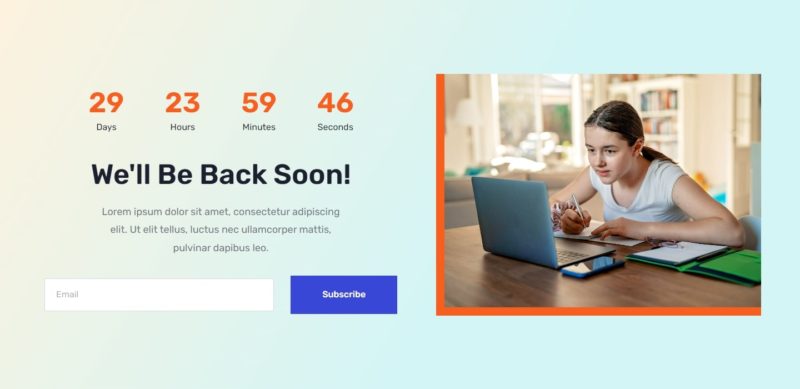 29 23 59 46
Days Hours Minutes Seconds
We'll Be Back Soon!
Lorem ipsum dolor sit amet, consectetur adipiscing
elit. Ut elit tellus, luctus nec ullamcorper mattis,
pulvinar dapibus leo.
Email Subscribe